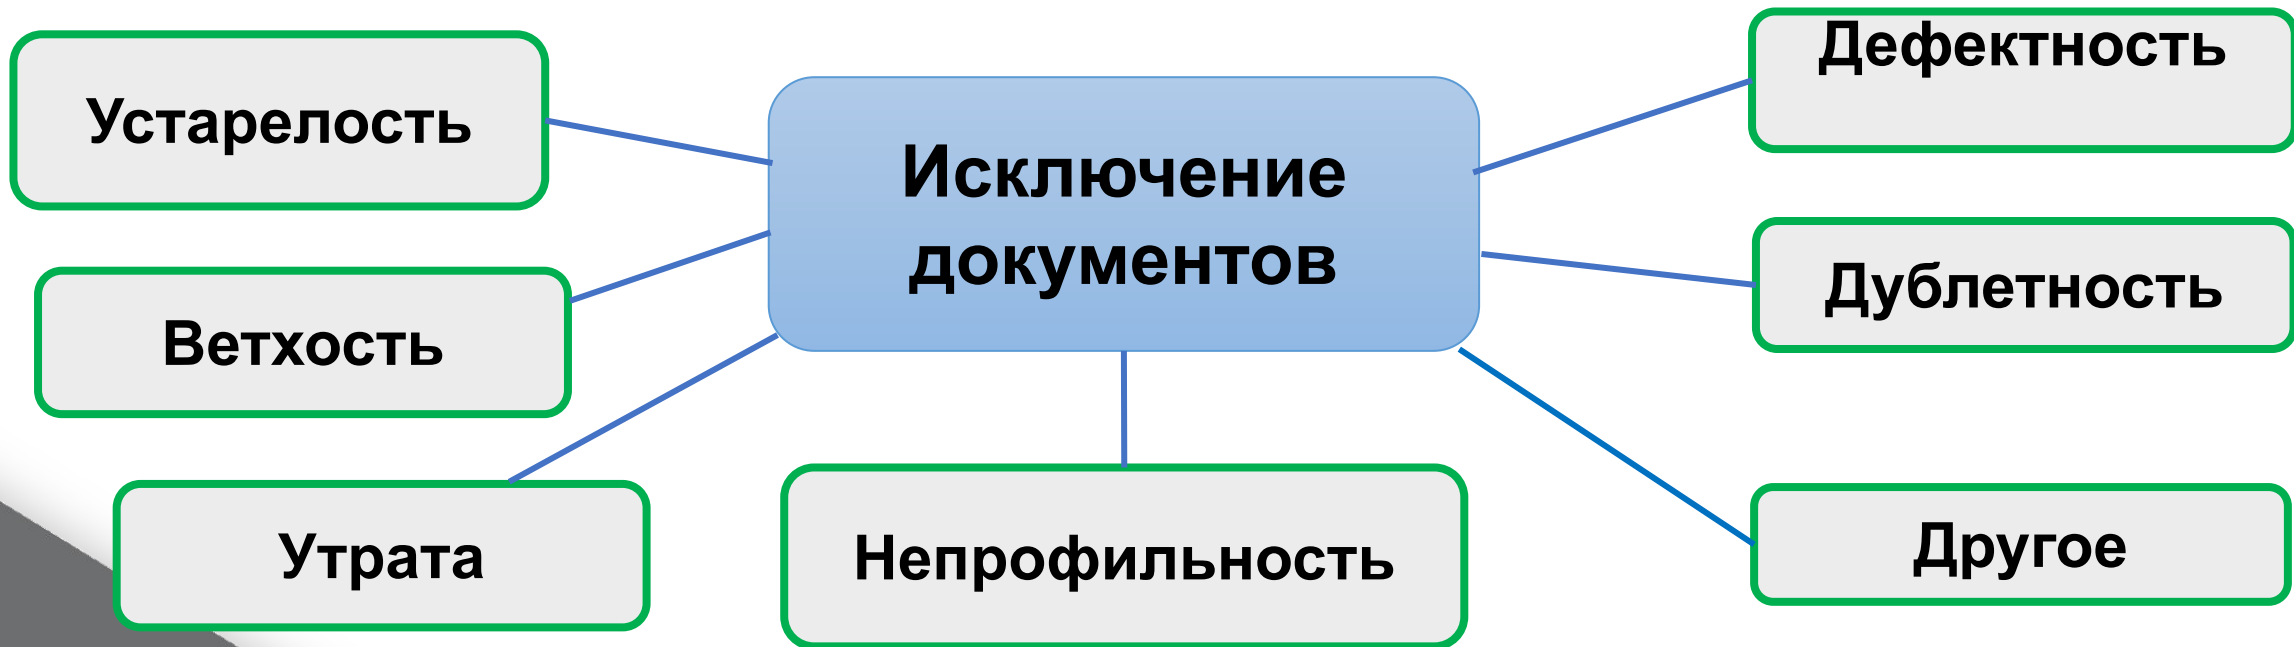 Дефектность
Устарелость
Исключение
документов
Дублетность
Ветхость
Утрата
Непрофильность
Другое